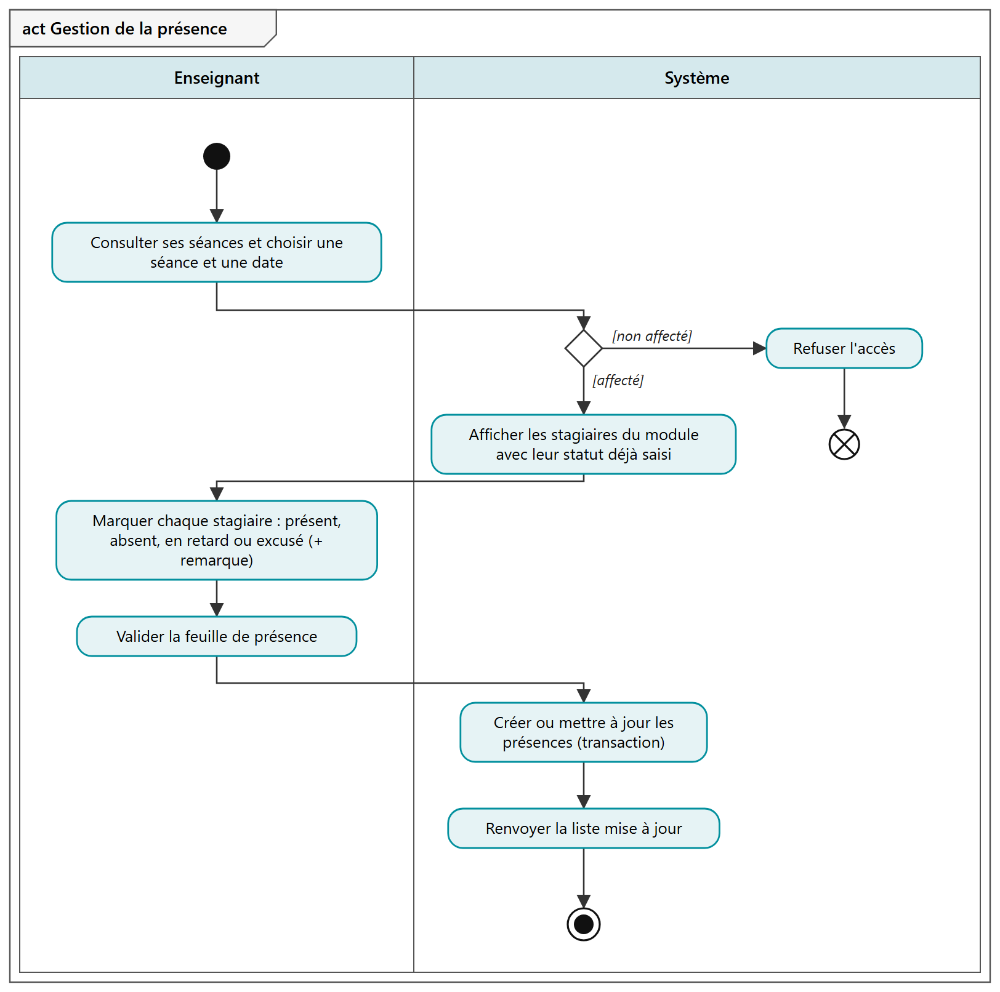 act Gestion de la présence
Enseignant
Système
Consulter ses séances et choisir une
séance et une date
[non affecté]
Refuser l'accès
[affecté]
Afficher les stagiaires du module
avec leur statut déjà saisi
Marquer chaque stagiaire : présent,
absent, en retard ou excusé (+
remarque)
Valider la feuille de présence
Créer ou mettre à jour les
présences (transaction)
Renvoyer la liste mise à jour